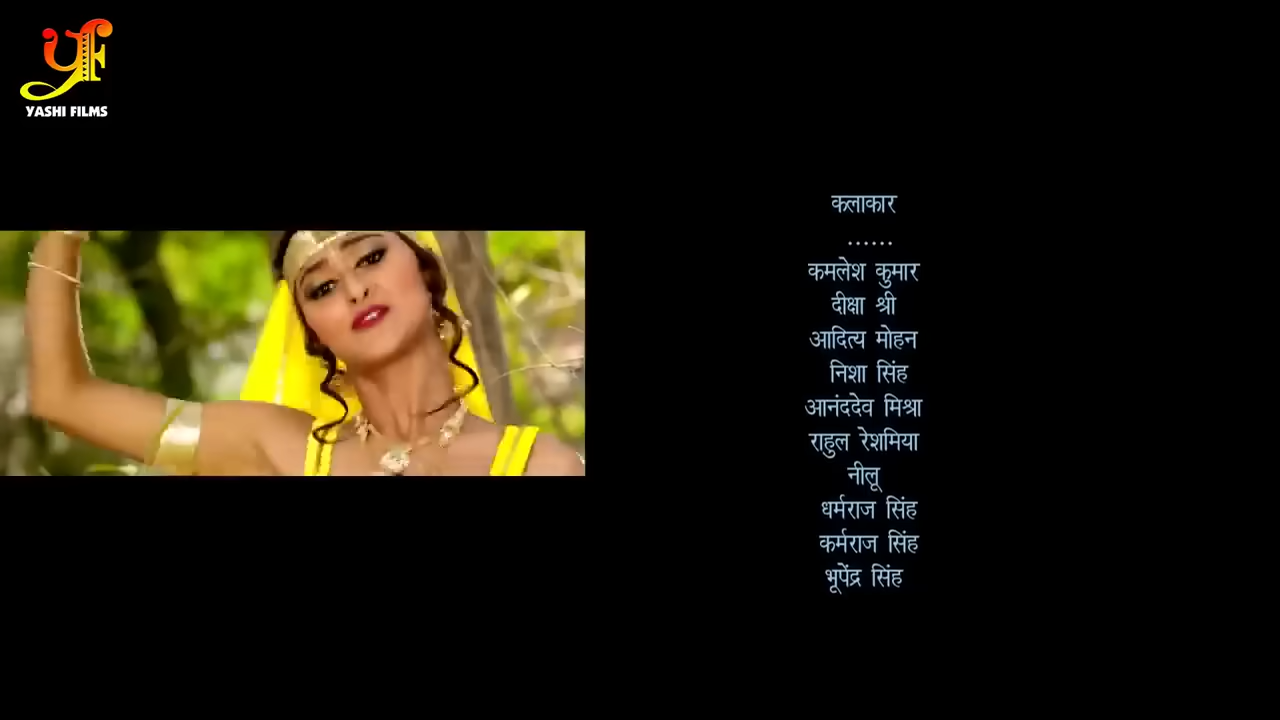 YASHI FILMS
कलाकार
......
कमलेश कुमार
दीक्षा श्री
आदित्य मोहन
निशा सिंह
आनंददेव मिश्रा
राहुल रेशमिया
नीलू
धर्मराज सिंह
कर्मराज सिंह
भूपेंद्र सिंह